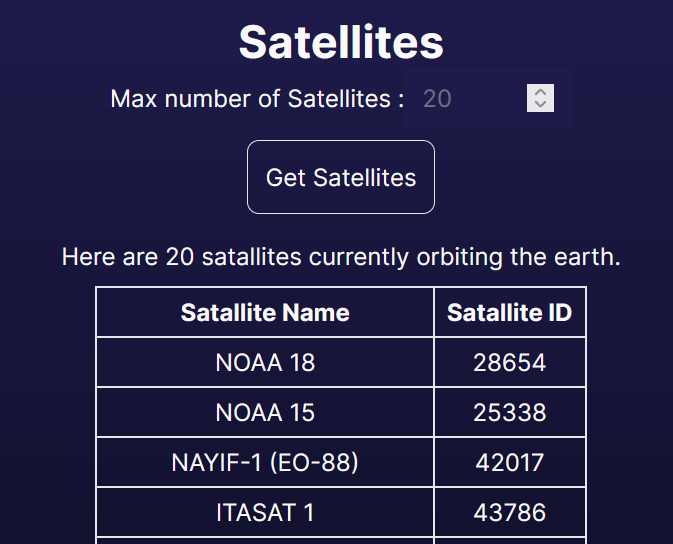 Satellites
Max number of Satellites : 20
Get Satellites
Here are 20 satallites currently orbiting the earth.
Satallite Name Satallite ID
NOAA 18 28654
NOAA 15 25338
NAYIF-1 (EO-88) 42017
ITASAT 1 43786